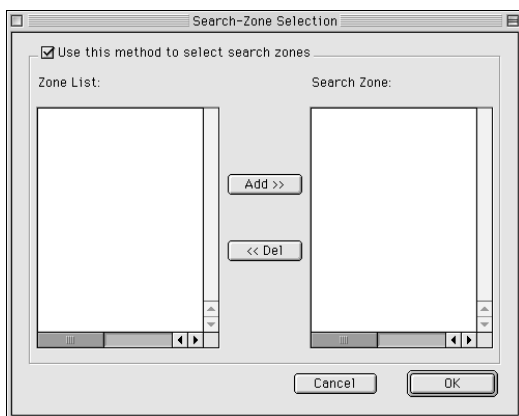 Search-Zone Selection
Use this method to select search zones
Zone List:
Search Zone:
Add >>
<< Del
Cancel
OK